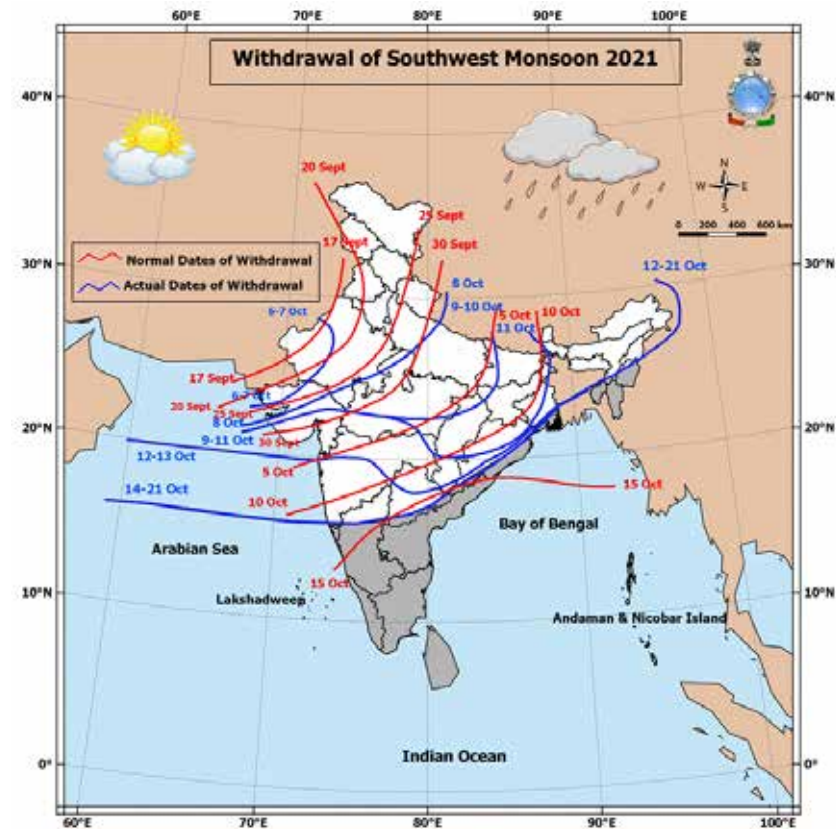 60°E 70°E 80°E 90°E 100°E
Withdrawal of Southwest Monsoon 2021
40°N 40°N
N
W E
S
20 Sept
0 200 400 600 km
25 Sept
17 Sept 30 Sept
Normal Dates of Withdrawal
Actual Dates of Withdrawal
30°N 30°N
12-21 Oct
8 Oct
9-10 Oct
6-7 Oct
5 Oct 10 Oct
11 Oct
17 Sept
6-7 Oct
20 Sept
25 Sept
8 Oct
20°N 20°N
9-11 Oct
30 Sept
12-13 Oct
5 Oct
14-21 Oct
10 Oct
15 Oct
Bay of Bengal
Arabian Sea
15 Oct
10°N 10°N
Lakshadweep
Andaman & Nicobar Island
Indian Ocean
0° 0°
60°E 70°E 80°E 90°E 100°E